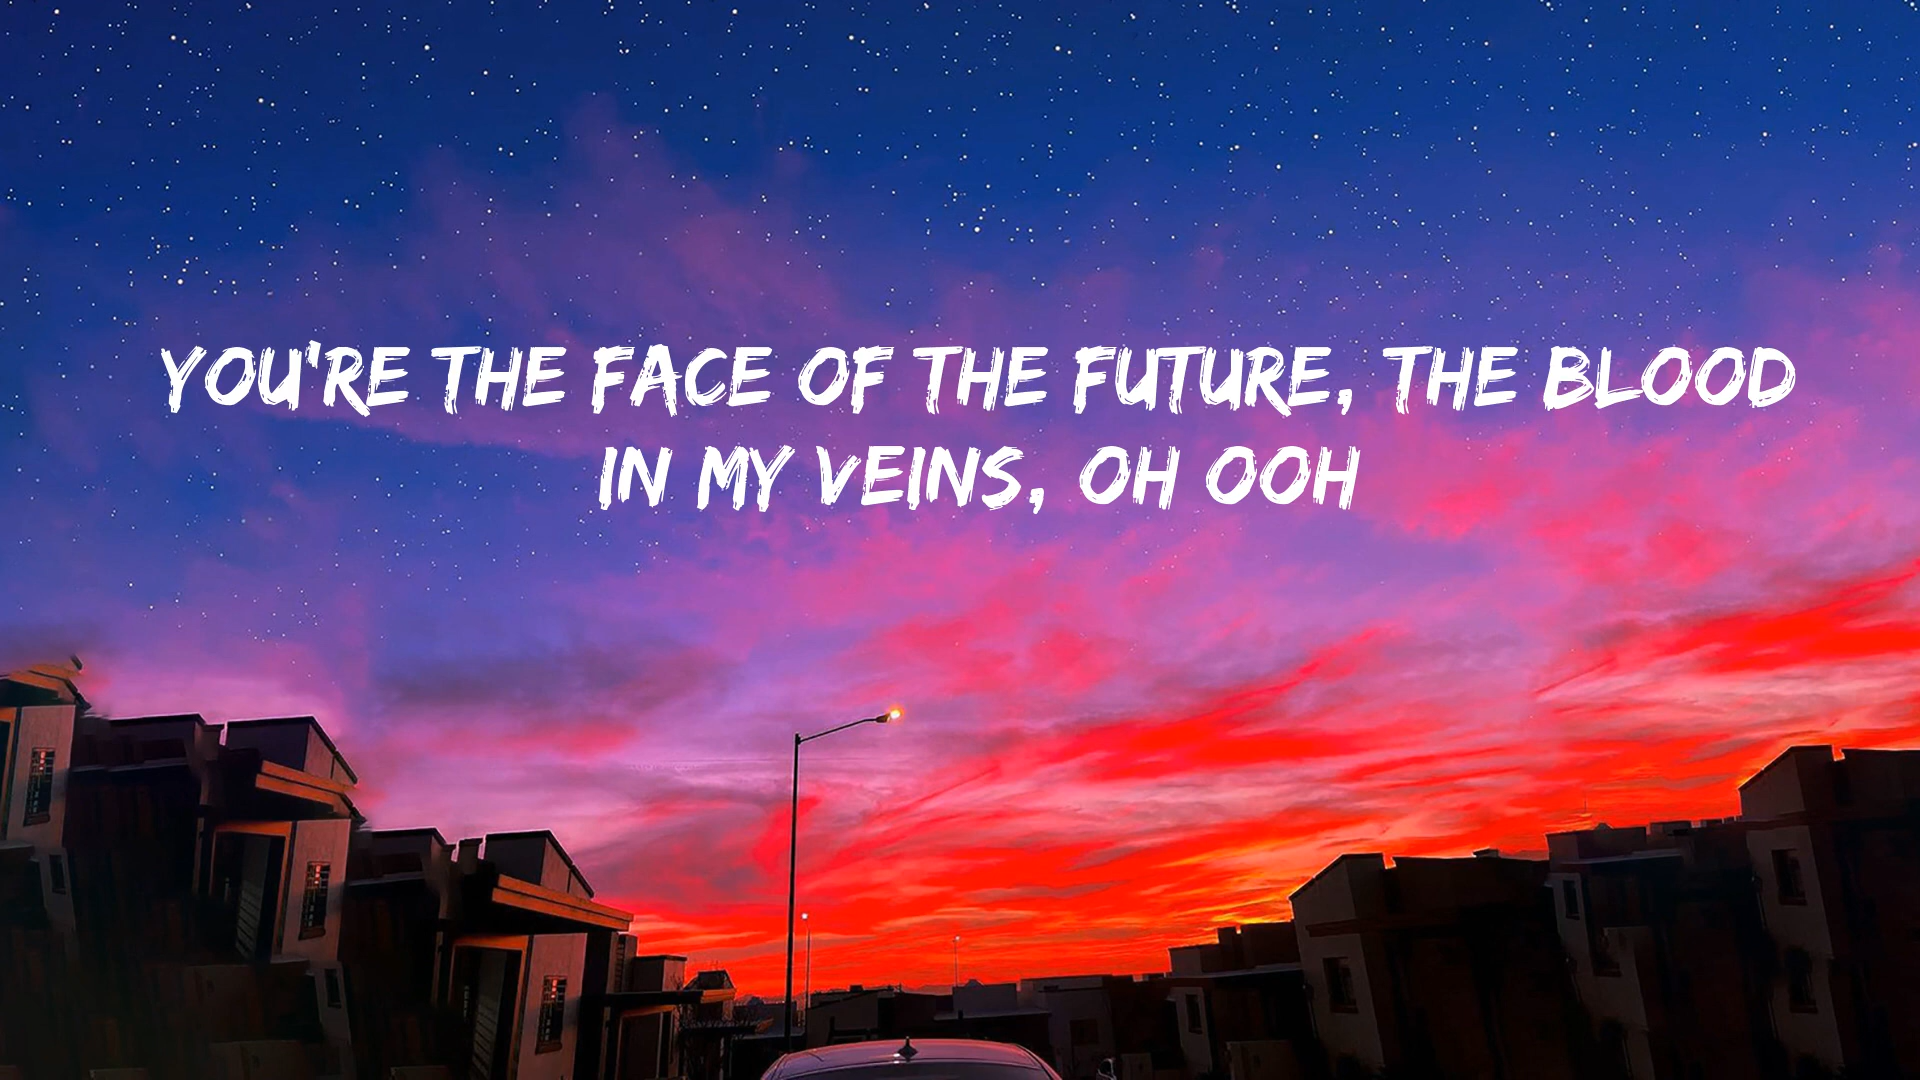 YOU'RE THE FACE OF THE FUTURE, THE BLOOD
IN MY VEINS, OH OOH